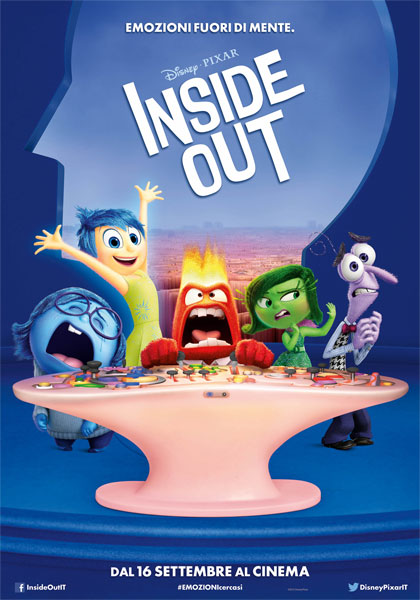 EMOZIONI FUORI DI MENTE.
Disney · PIXAR
INSIDE
OUT
DAL 16 SETTEMBRE AL CINEMA
InsideOutIT
#EMOZIONIcercasi
DisneyPixarIT